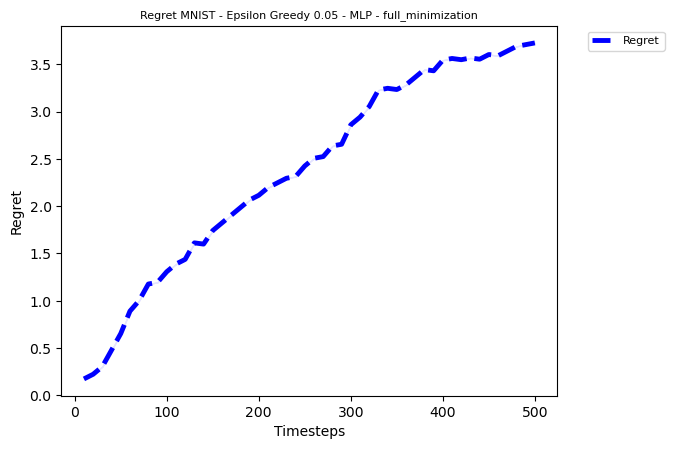 Regret MNIST - Epsilon Greedy 0.05 - MLP - full_minimization
Regret
3.5
3.0
2.5
2.0
1.5
1.0
0.5
0.0
Regret
0 100 200 300 400 500
Timesteps